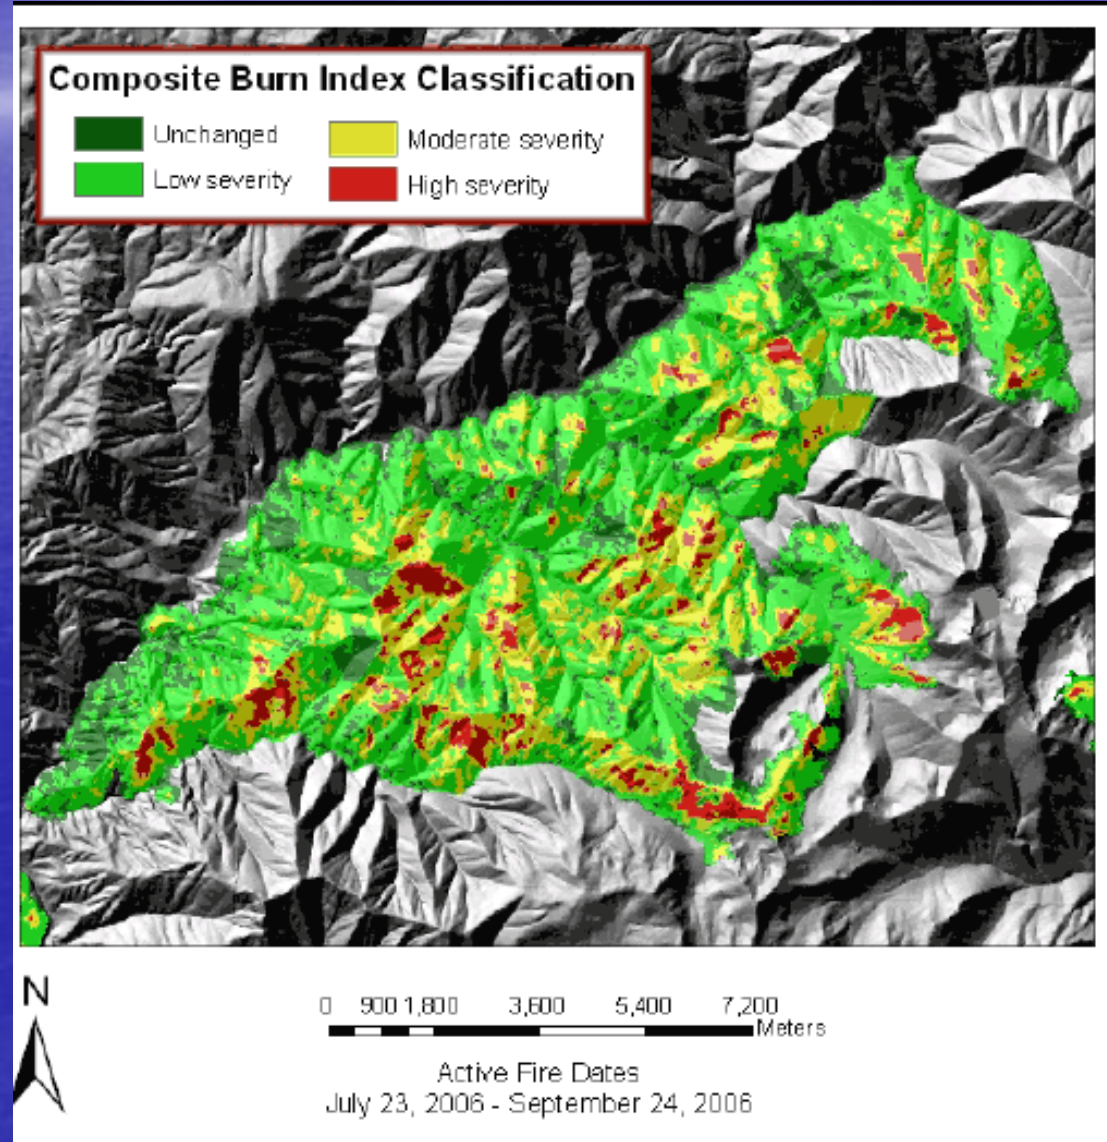 Composite Burn Index Classification
Unchanged
Moderate severity
Low severity
High severity
N
0 900 1,800 3,600 5,400 7,200
Meters
Active Fire Dates
July 23, 2006 - September 24, 2006